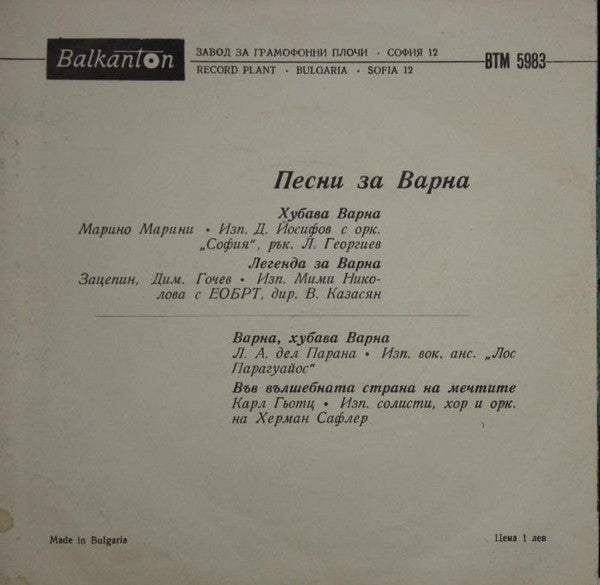 Balkanton
ЗАВОД ЗА ГРАМОФОННИ ПЛОЧИ · СОФИЯ 12
RECORD PLANT · BULGARIA · SOFIA 12
ВТМ 5983
Песни за Варна
Хубава Варна
Марино Марини • Изп. Д. Йосифов с орк.
„София“, рък. Л. Георгиев
Легенда за Варна
Зацепин, Дим. Гочев • Изп. Мими Нико-
лова с ЕОБРТ, дир. В. Казасян
Варна, хубава Варна
Л. А. дел Парана • Изп. вок. анс. „Лос
Парагуайос“
Във вълшебната страна на мечтите
Карл Гьотц • Изп. солисти, хор и орк.
на Херман Сафлер
Made in Bulgaria
Цена 1 лев